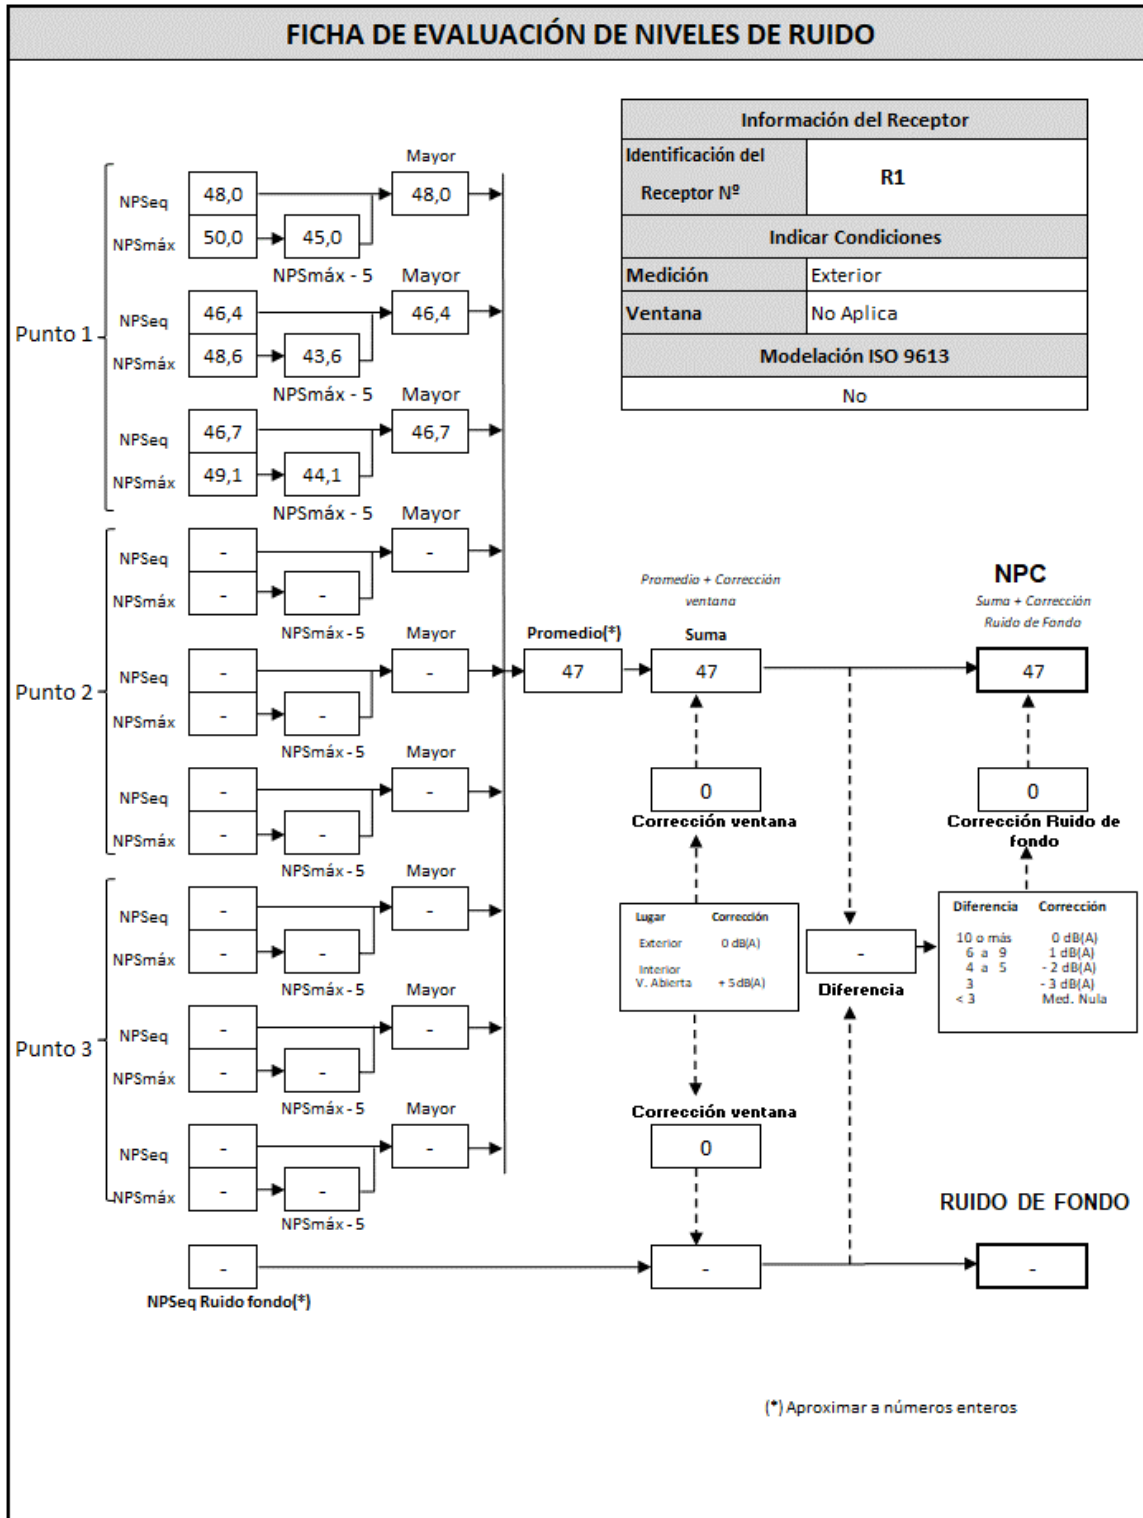 FICHA DE EVALUACIÓN DE NIVELES DE RUIDO
Información del Receptor
Identificación del
Receptor Nº
R1
Indicar Condiciones
Medición
Exterior
Ventana
No Aplica
Modelación ISO 9613
No
Punto 1
Mayor
NPSeq
48,0
48,0
NPSmáx
50,0
45,0
NPSmáx - 5
Mayor
NPSeq
46,4
46,4
NPSmáx
48,6
43,6
NPSmáx - 5
Mayor
NPSeq
46,7
46,7
NPSmáx
49,1
44,1
NPSmáx - 5
Punto 2
Mayor
NPSeq
-
-
NPSmáx
-
-
NPSmáx - 5
Mayor
NPSeq
-
-
NPSmáx
-
-
NPSmáx - 5
Mayor
NPSeq
-
-
NPSmáx
-
-
NPSmáx - 5
Punto 3
Mayor
NPSeq
-
-
NPSmáx
-
-
NPSmáx - 5
Mayor
NPSeq
-
-
NPSmáx
-
-
NPSmáx - 5
Mayor
NPSeq
-
-
NPSmáx
-
-
NPSmáx - 5
-
NPSeq Ruido fondo(*)
Promedio(*)
47
Promedio + Corrección
ventana
Suma
47
0
Corrección ventana
Lugar Corrección
Exterior 0 dB(A)
Interior
V. Abierta + 5dB(A)
Corrección ventana
0
-
-
Diferencia
NPC
Suma + Corrección
Ruido de Fondo
47
0
Corrección Ruido de
fondo
Diferencia Corrección
10 o más 0 dB(A)
6 a 9 1 dB(A)
4 a 5 - 2 dB(A)
3 - 3 dB(A)
< 3 Med. Nula
RUIDO DE FONDO
-
(*) Aproximar a números enteros